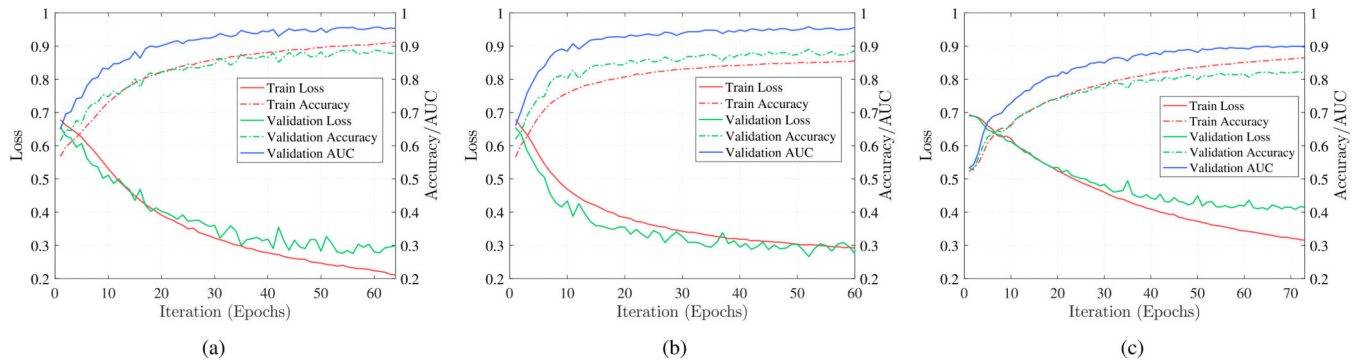 1
0.9
0.8
0.7
0.6
0.5
0.4
0.3
0.2
Loss
0
10
20
30
40
50
60
Iteration (Epochs)
1
0.9
0.8
0.7
0.6
0.5
0.4
0.3
0.2
Accuracy/AUC
Train Loss
Train Accuracy
Validation Loss
Validation Accuracy
Validation AUC
(a)
1
0.9
0.8
0.7
0.6
0.5
0.4
0.3
0.2
Loss
0
10
20
30
40
50
60
Iteration (Epochs)
1
0.9
0.8
0.7
0.6
0.5
0.4
0.3
0.2
Accuracy/AUC
Train Loss
Train Accuracy
Validation Loss
Validation Accuracy
Validation AUC
(b)
1
0.9
0.8
0.7
0.6
0.5
0.4
0.3
0.2
Loss
0
10
20
30
40
50
60
70
Iteration (Epochs)
1
0.9
0.8
0.7
0.6
0.5
0.4
0.3
0.2
Accuracy/AUC
Train Loss
Train Accuracy
Validation Loss
Validation Accuracy
Validation AUC
(c)